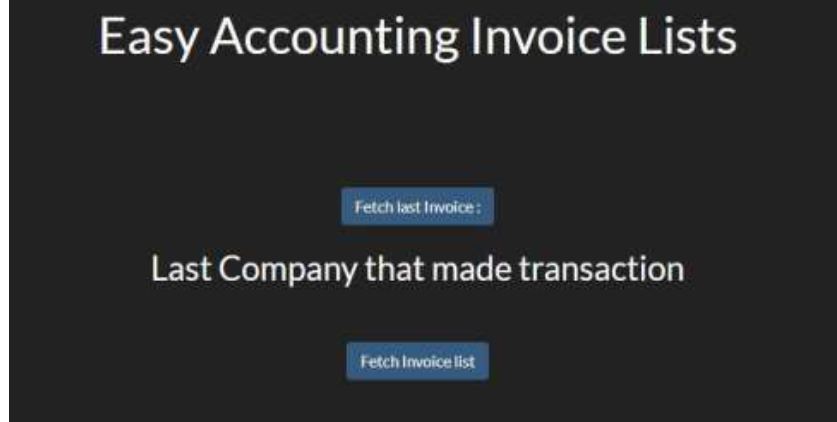 Easy Accounting Invoice Lists
Fetch last Invoice :
Last Company that made transaction
Fetch Invoice list